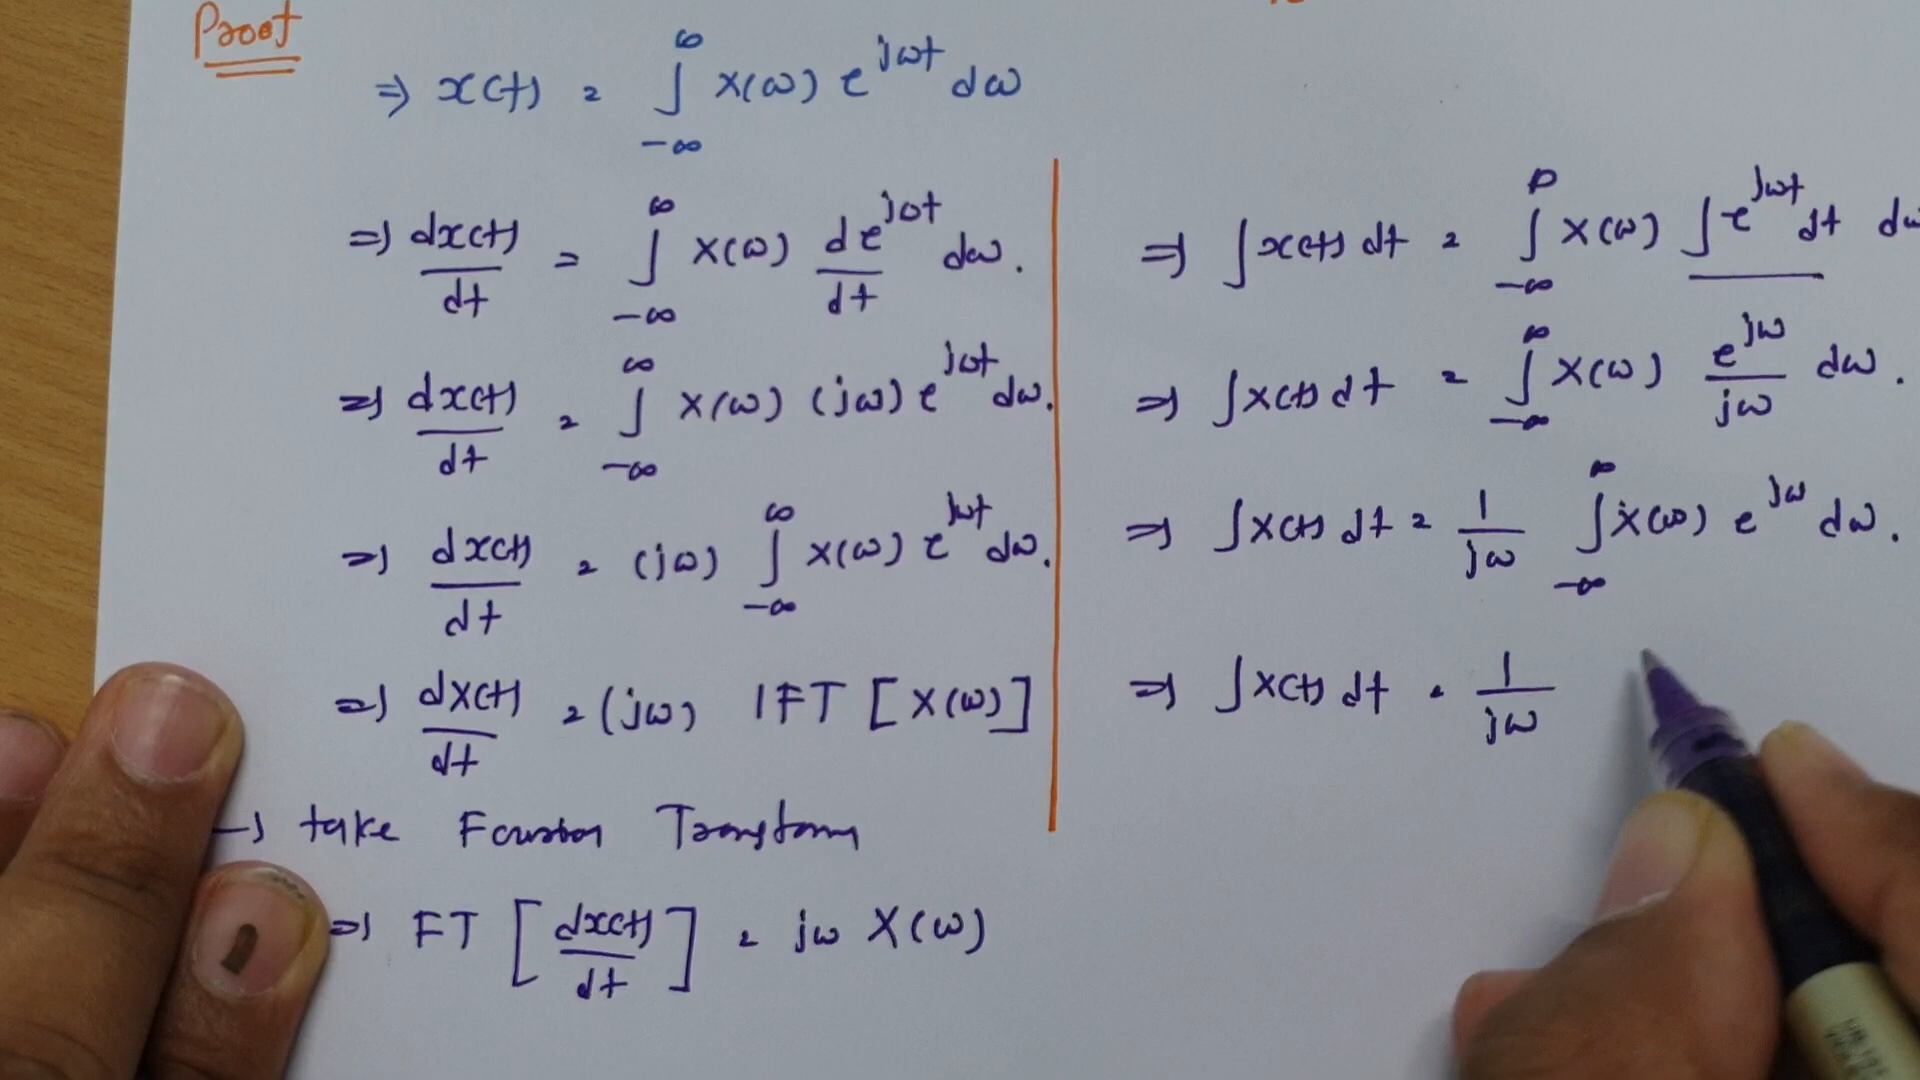 Proof
⇒ x(t) = ∫_{-∞}^{∞} X(ω) e^{jωt} dω
⇒ dx(t)/dt = ∫_{-∞}^{∞} X(ω) de^{jωt}/dt dω.
⇒ dx(t)/dt = ∫_{-∞}^{∞} X(ω) (jω) e^{jωt} dω.
⇒ dx(t)/dt = (jω) ∫_{-∞}^{∞} X(ω) e^{jωt} dω.
⇒ dx(t)/dt = (jω) IFT [X(ω)]
→ take Fourier Transform
⇒ FT [dx(t)/dt] = jω X(ω)
⇒ ∫x(t) dt = ∫_{-∞}^{∞} X(ω) ∫e^{jωt} dt dω
⇒ ∫x(t) dt = ∫_{-∞}^{∞} X(ω) e^{jω}/jω dω.
⇒ ∫x(t) dt = 1/jω ∫_{-∞}^{∞} X(ω) e^{jω} dω.
⇒ ∫x(t) dt = 1/jω